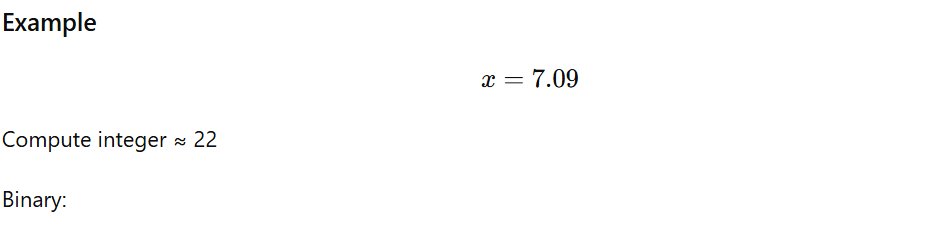 Example
x = 7.09
Compute integer ≈ 22
Binary: